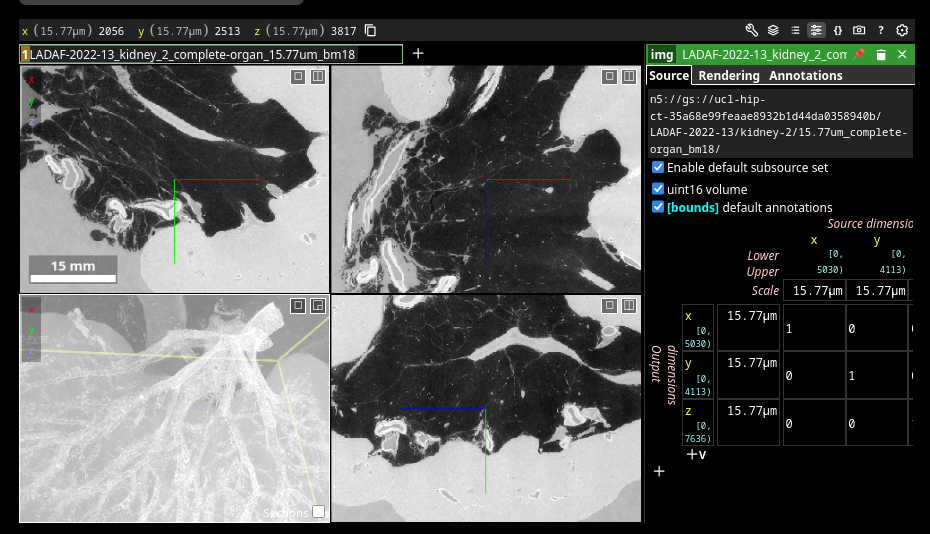 x (15.77µm) 2056 y (15.77µm) 2513 z (15.77µm) 3817
{} ?
1 LADAF-2022-13_kidney_2_complete-organ_15.77um_bm18 +
img LADAF-2022-13_kidney_2_com
Source Rendering Annotations
n5://gs://ucl-hip-
ct-35a68e99feaae8932b1d44da0358940b/
LADAF-2022-13/kidney-2/15.77um_complete-
organ_bm18/
Enable default subsource set
uint16 volume
[bounds] default annotations
Source dimensio
x y
Lower [0, [0,
Upper 5030) 4113)
Scale 15.77µm 15.77µm
x 15.77µm 1 0
[0,
5030)
y 15.77µm 0 1
[0,
4113)
z 15.77µm 0 0
[0,
7636)
Output
dimensions
+V
+
x
y
z
15 mm
x
y
z
Sections